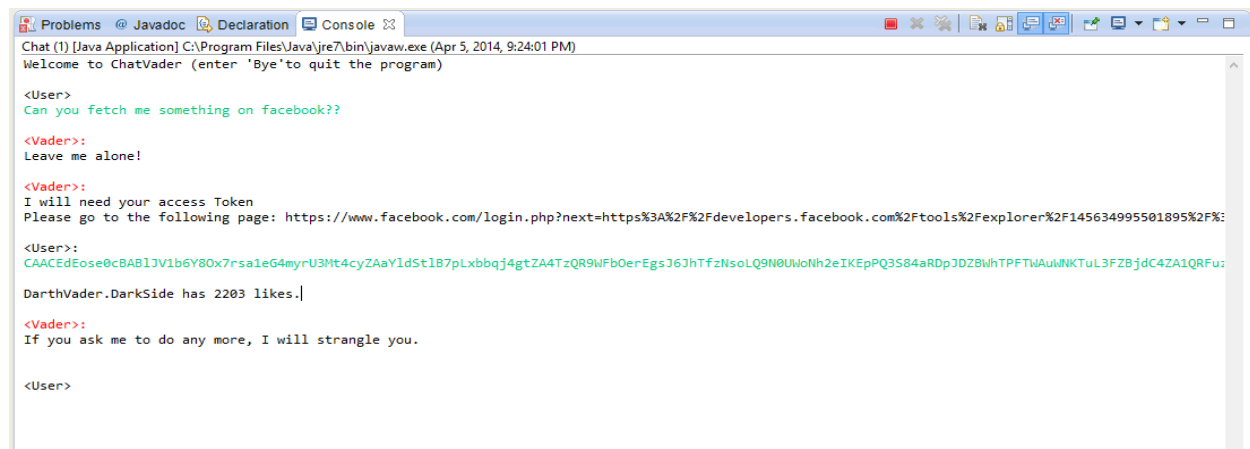 Problems @ Javadoc Declaration Console
Chat (1) [Java Application] C:\Program Files\Java\jre7\bin\javaw.exe (Apr 5, 2014, 9:24:01 PM)
Welcome to ChatVader (enter 'Bye'to quit the program)
<User>
Can you fetch me something on facebook??
<Vader>:
Leave me alone!
<Vader>:
I will need your access Token
Please go to the following page: https://www.facebook.com/login.php?next=https%3A%2F%2Fdevelopers.facebook.com%2Ftools%2Fexplorer%2F145634995501895%2F%
<User>:
DarthVader.DarkSide has 2203 likes.
<Vader>:
If you ask me to do any more, I will strangle you.
<User>